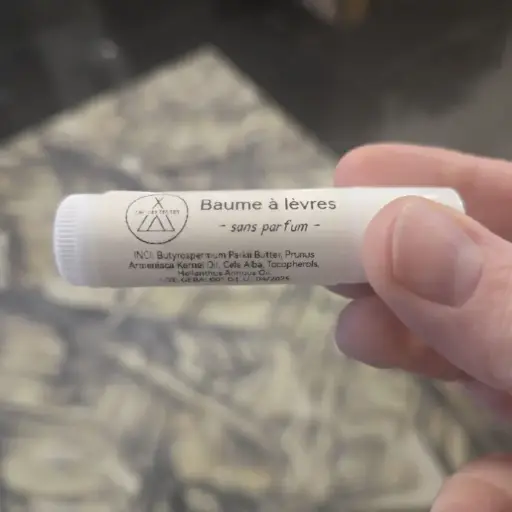 Baume à lèvres
- sans parfum -
INCI: Butyrospermum Parkii Butter, Prunus
Armeniaca Kernel Oil, Cera Alba, Tocopherols,
Helianthus Annuus Oil